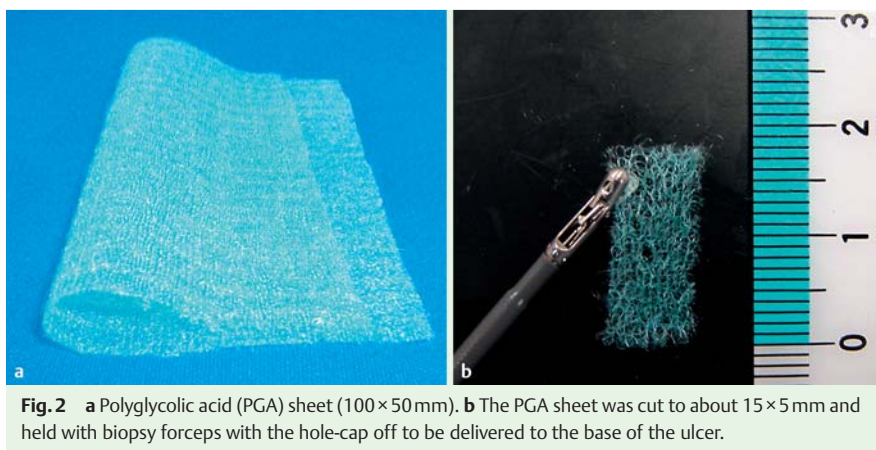 3
2
1
0
a
b
Fig. 2 a Polyglycolic acid (PGA) sheet (100 × 50 mm). b The PGA sheet was cut to about 15 × 5 mm and
held with biopsy forceps with the hole-cap off to be delivered to the base of the ulcer.